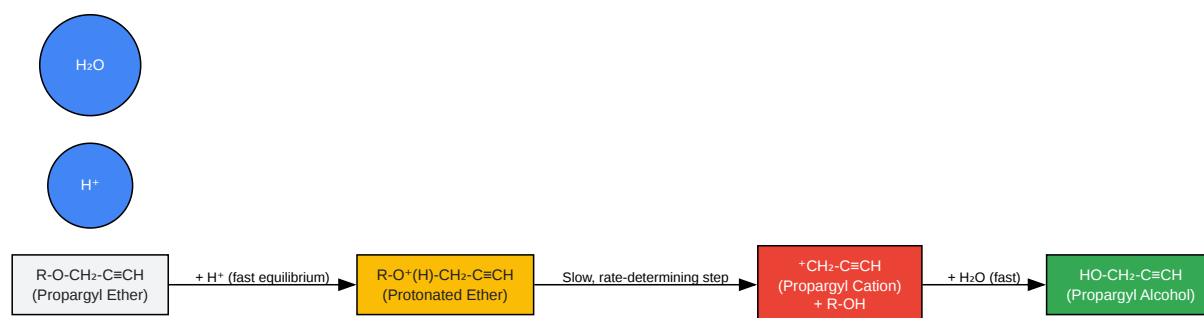 H₂O
H⁺
R-O-CH₂-C≡CH
(Propargyl Ether)
+ H⁺ (fast equilibrium)
R-O⁺(H)-CH₂-C≡CH
(Protonated Ether)
Slow, rate-determining step
⁺CH₂-C≡CH
(Propargyl Cation)
+ R-OH
+ H₂O (fast)
HO-CH₂-C≡CH
(Propargyl Alcohol)